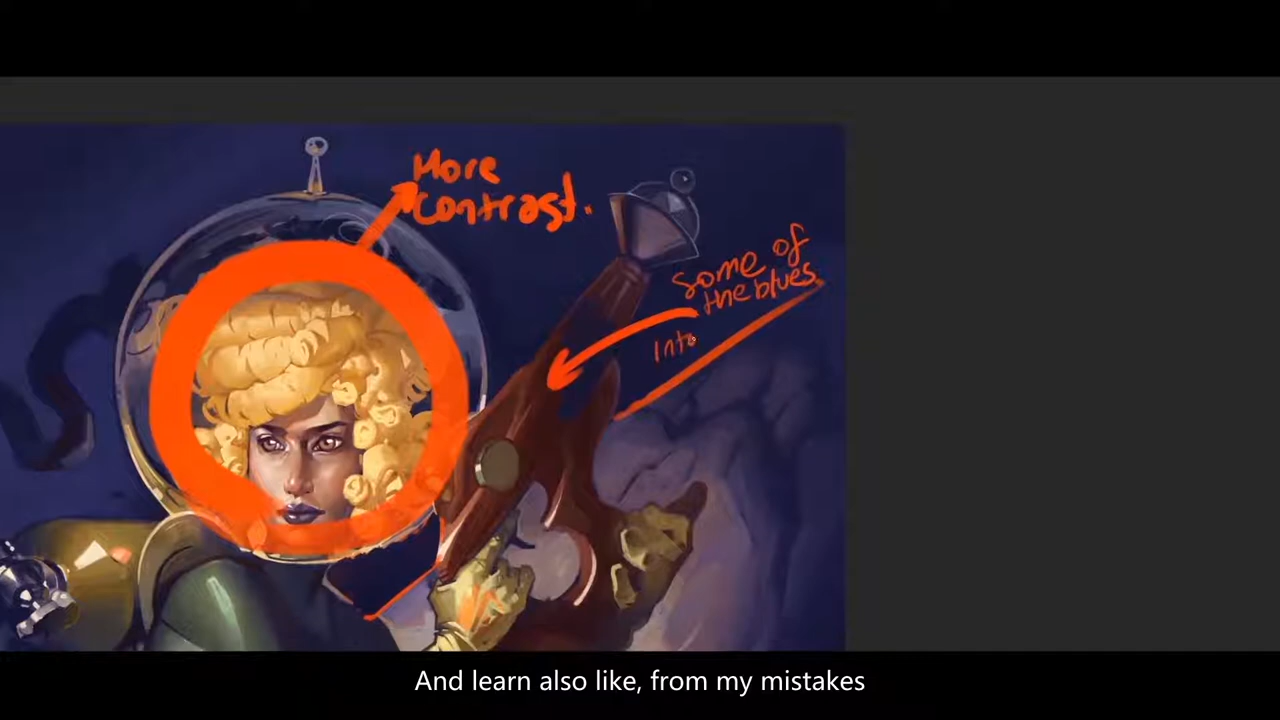 More
contrast.
Some of
the blues
Into
And learn also like, from my mistakes